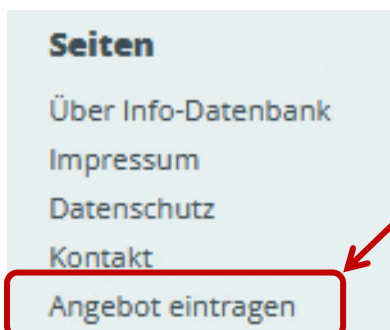 Seiten
Über Info-Datenbank
Impressum
Datenschutz
Kontakt
Angebot eintragen